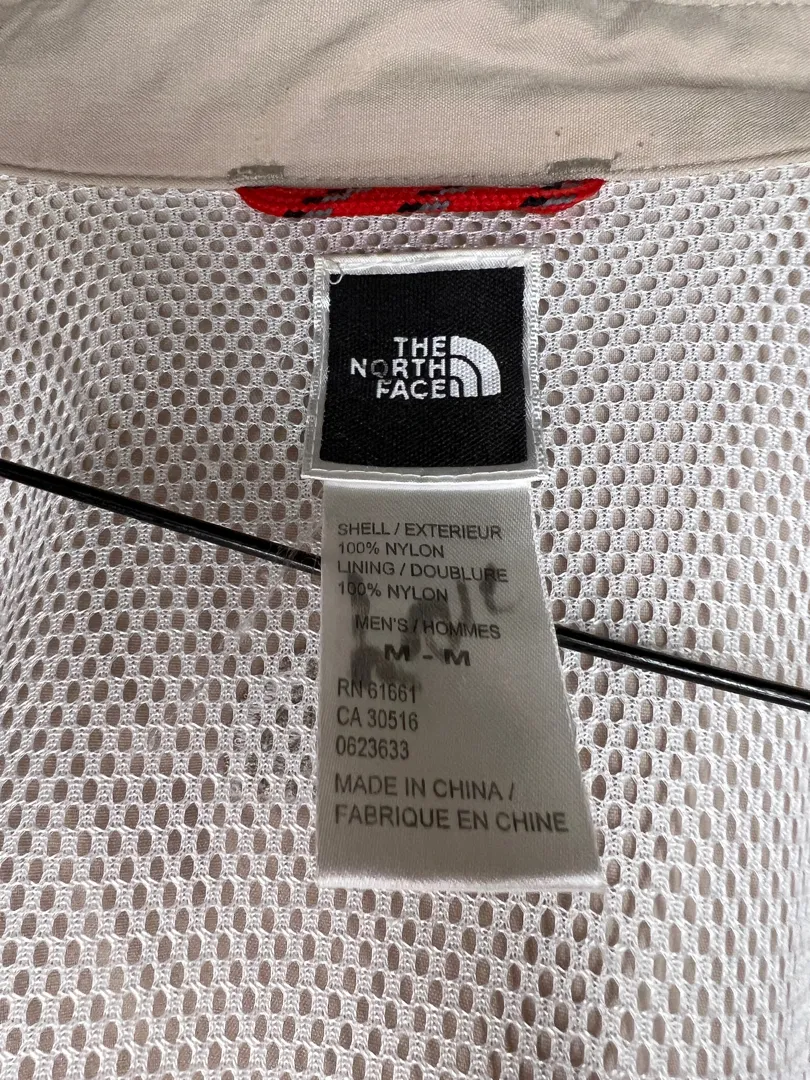 THE
NORTH
FACE
SHELL / EXTERIEUR
100% NYLON
LINING / DOUBLURE
100% NYLON
MEN'S / HOMMES
M - M
RN 61661
CA 30516
0623633
MADE IN CHINA /
FABRIQUE EN CHINE